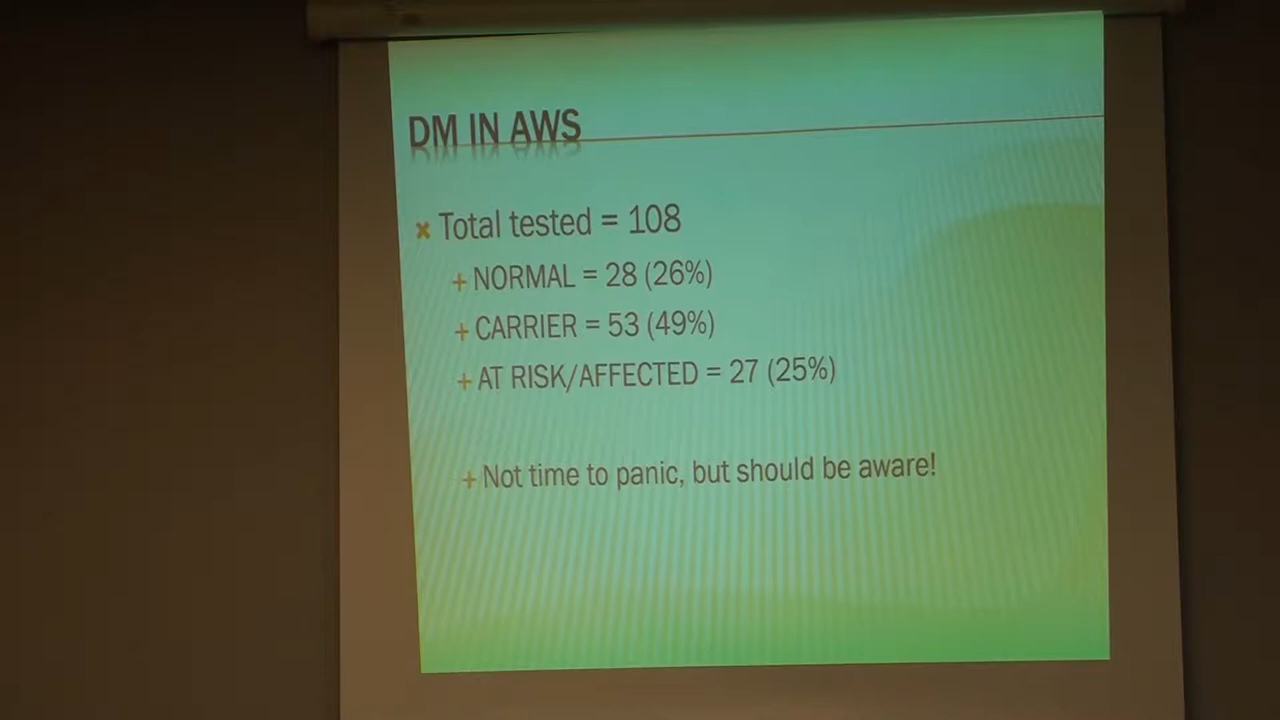 DM IN AWS
Total tested = 108
NORMAL = 28 (26%)
CARRIER = 53 (49%)
AT RISK/AFFECTED = 27 (25%)
Not time to panic, but should be aware!